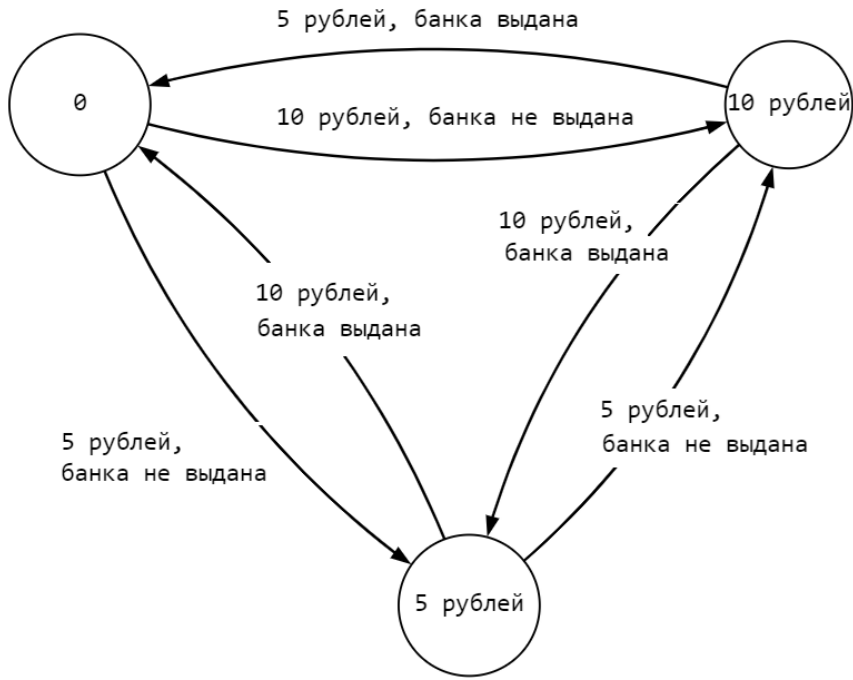 5 рублей, банка выдана
0
10 рублей
10 рублей, банка не выдана
10 рублей,
банка выдана
10 рублей,
банка выдана
5 рублей,
банка не выдана
5 рублей,
банка не выдана
5 рублей